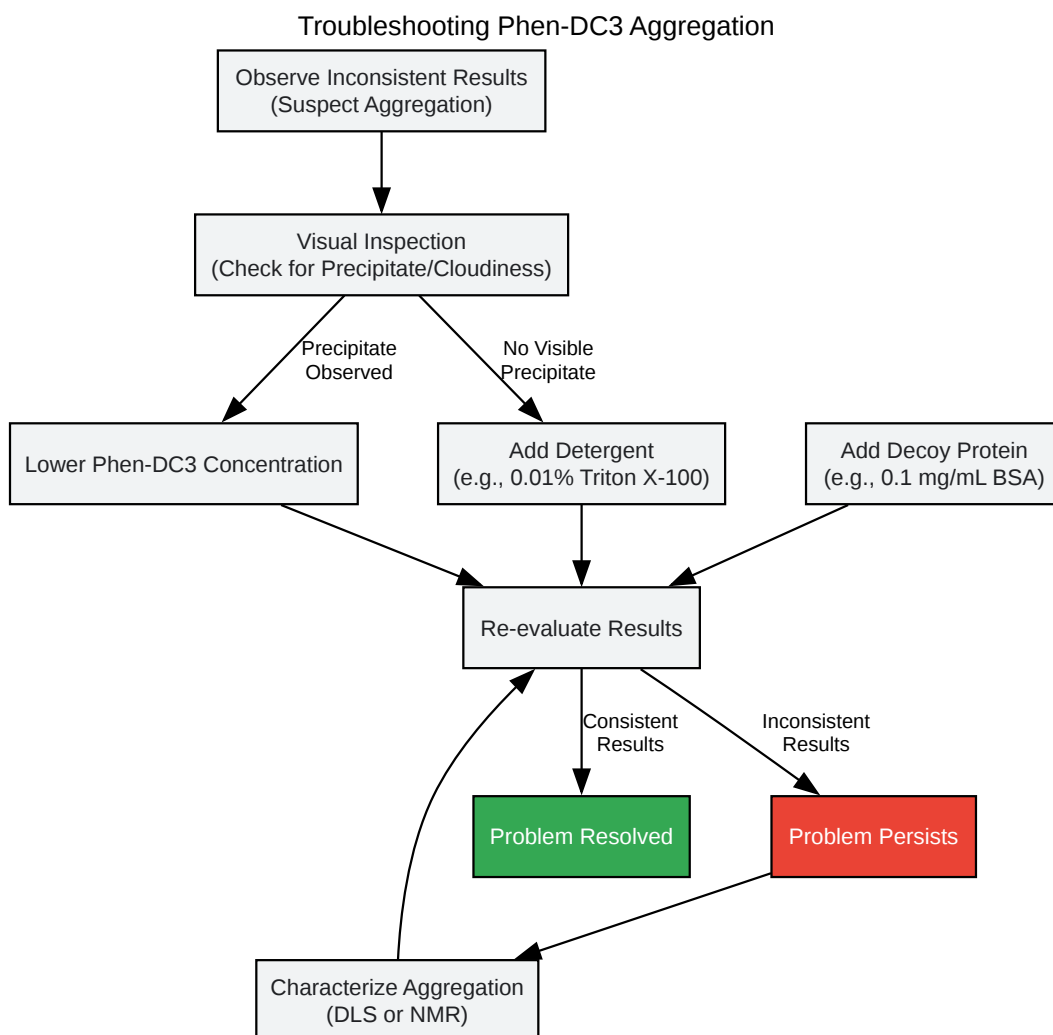 Troubleshooting Phen-DC3 Aggregation
Observe Inconsistent Results
(Suspect Aggregation)
Visual Inspection
(Check for Precipitate/Cloudiness)
Precipitate
Observed
No Visible
Precipitate
Lower Phen-DC3 Concentration
Add Detergent
(e.g., 0.01% Triton X-100)
Add Decoy Protein
(e.g., 0.1 mg/mL BSA)
Re-evaluate Results
Consistent
Results
Inconsistent
Results
Problem Resolved
Problem Persists
Characterize Aggregation
(DLS or NMR)